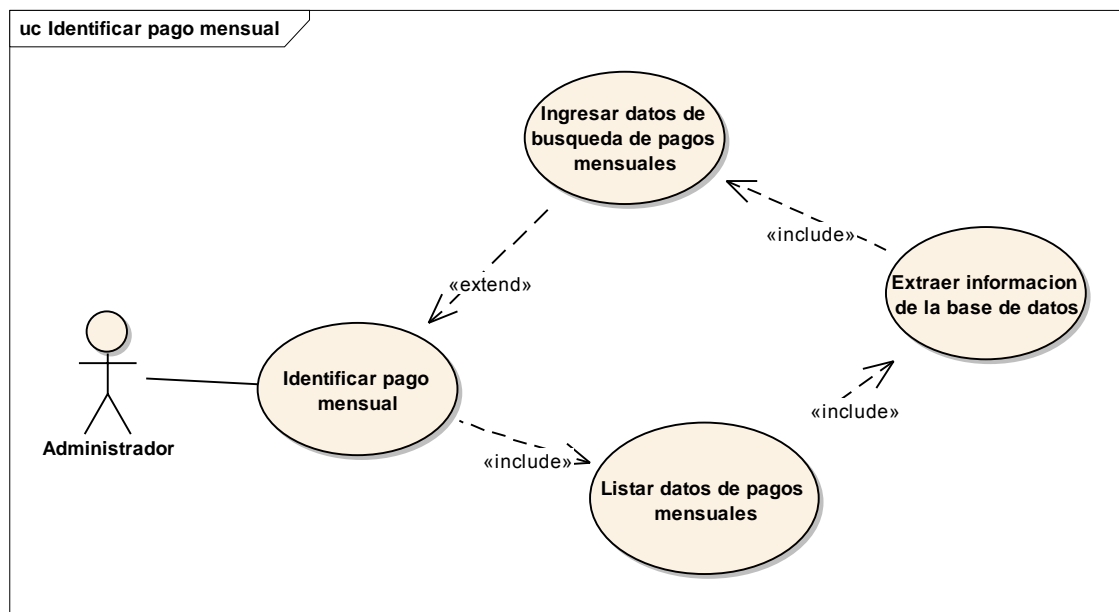 uc Identificar pago mensual
Ingresar datos de
busqueda de pagos
mensuales
«include»
Extraer informacion
de la base de datos
«extend»
Identificar pago
mensual
Administrador
«include»
«include»
Listar datos de pagos
mensuales